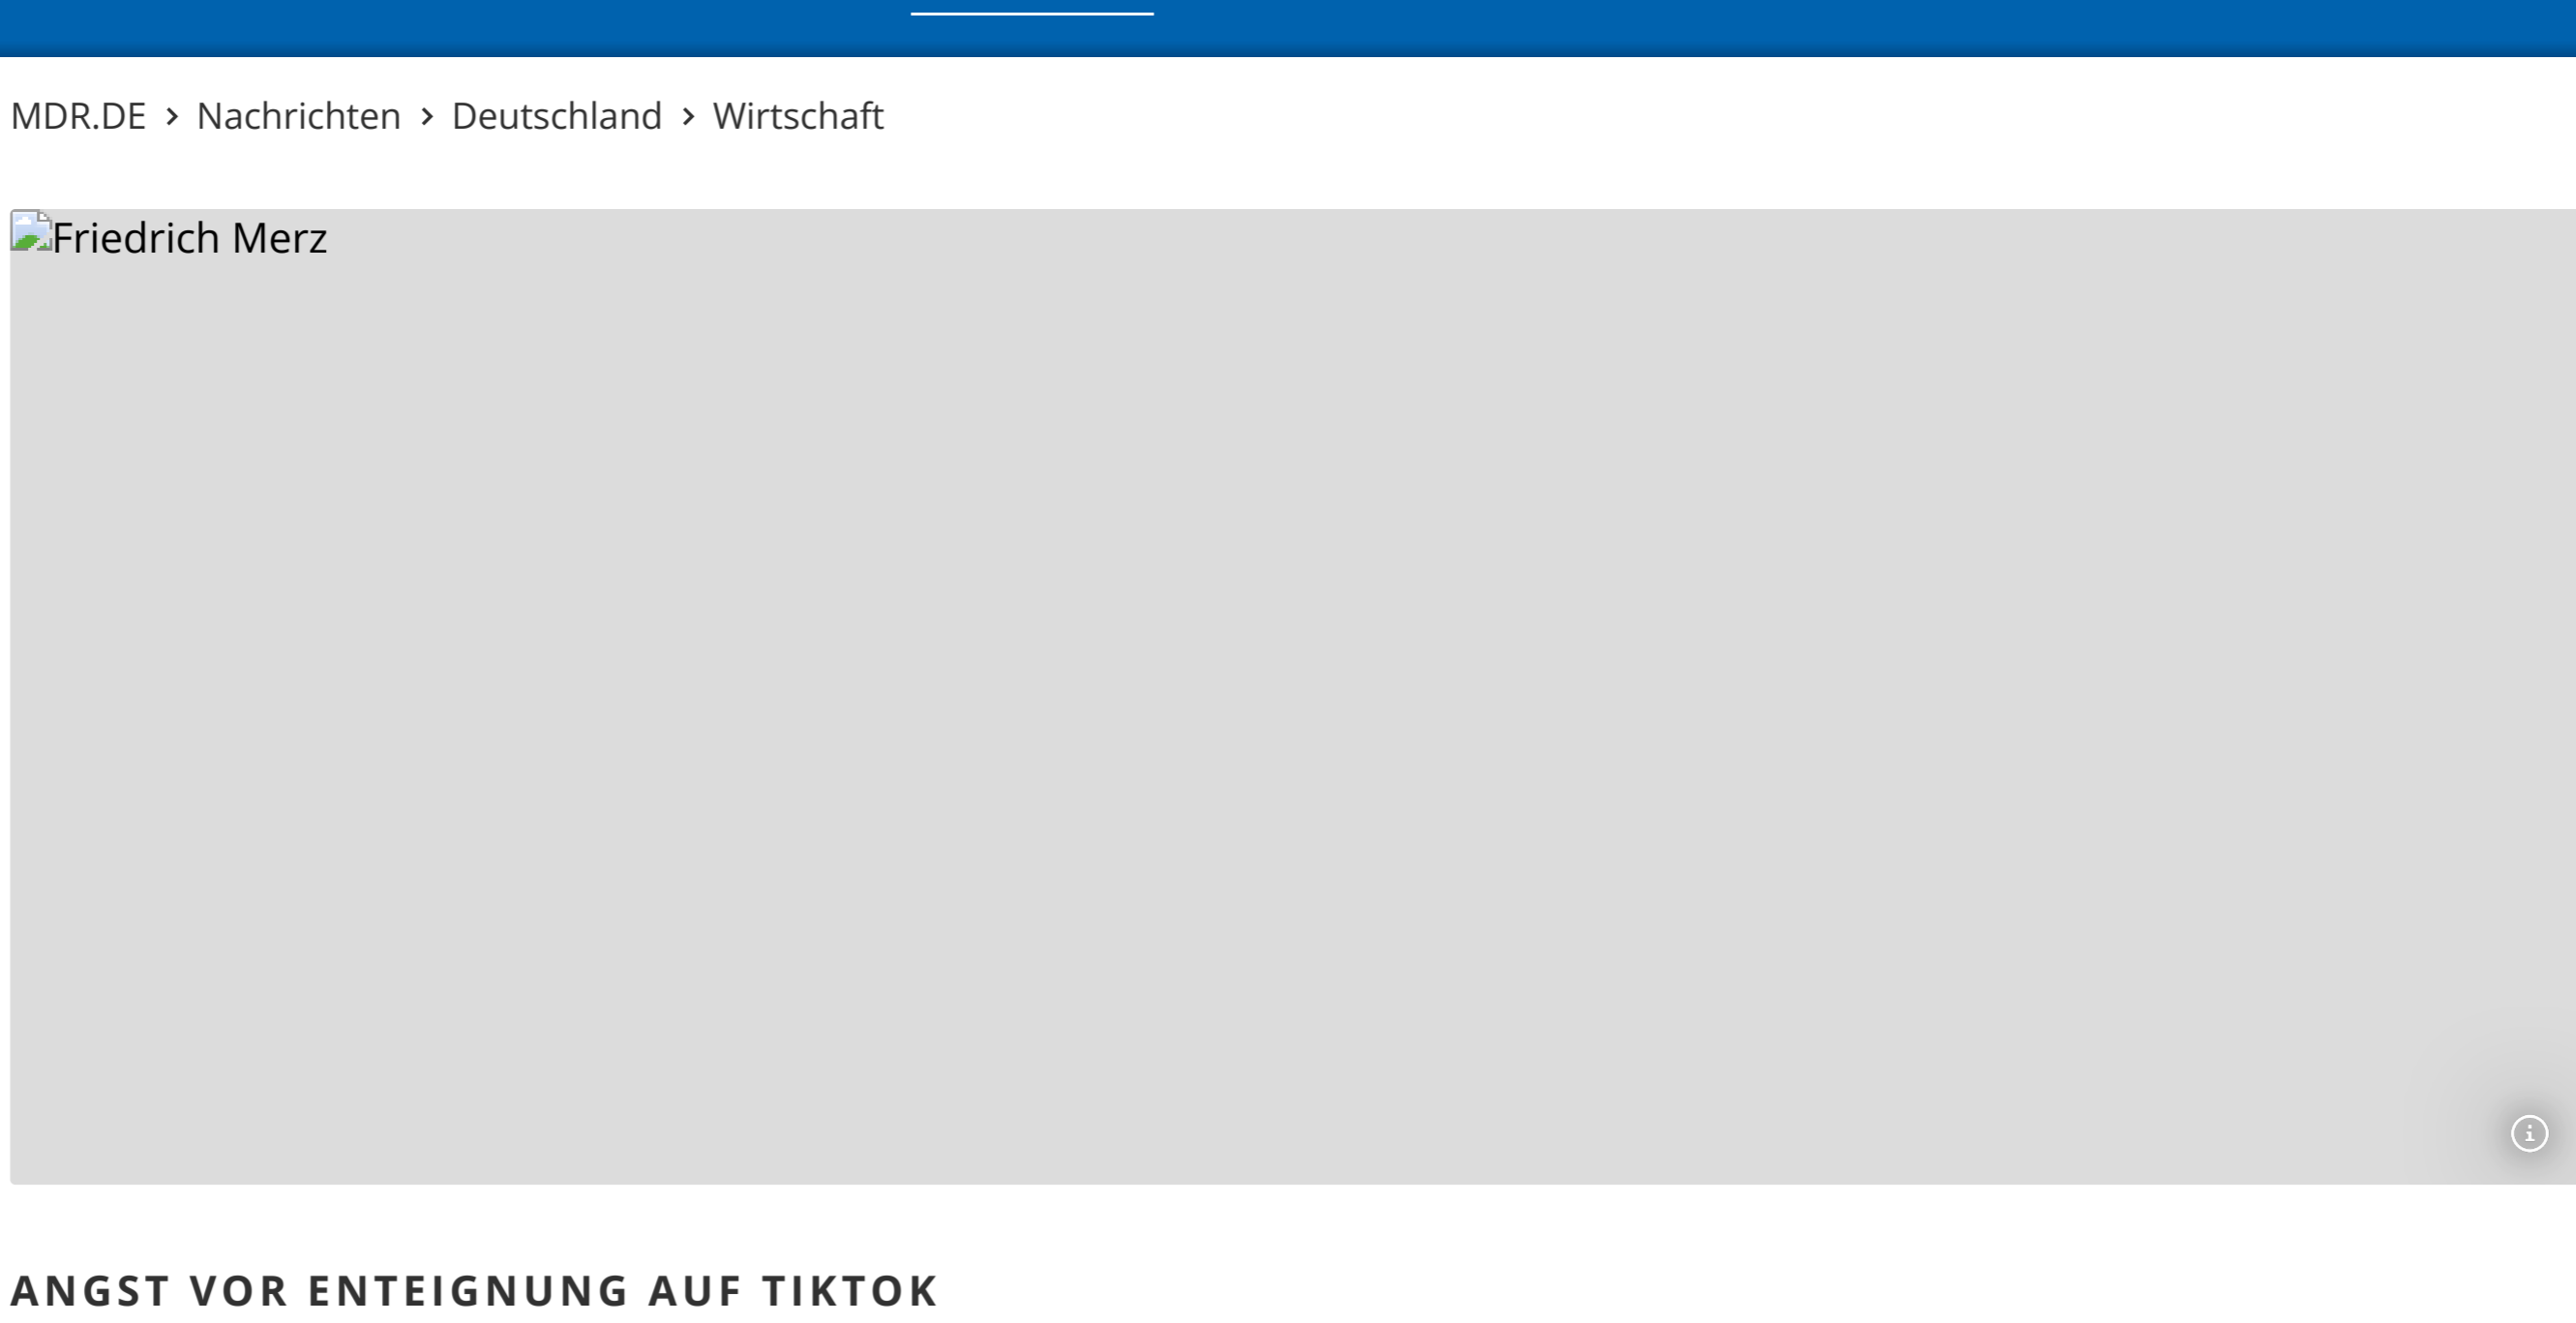 MDR.DE > Nachrichten > Deutschland > Wirtschaft
Friedrich Merz
ANGST VOR ENTEIGNUNG AUF TIKTOK